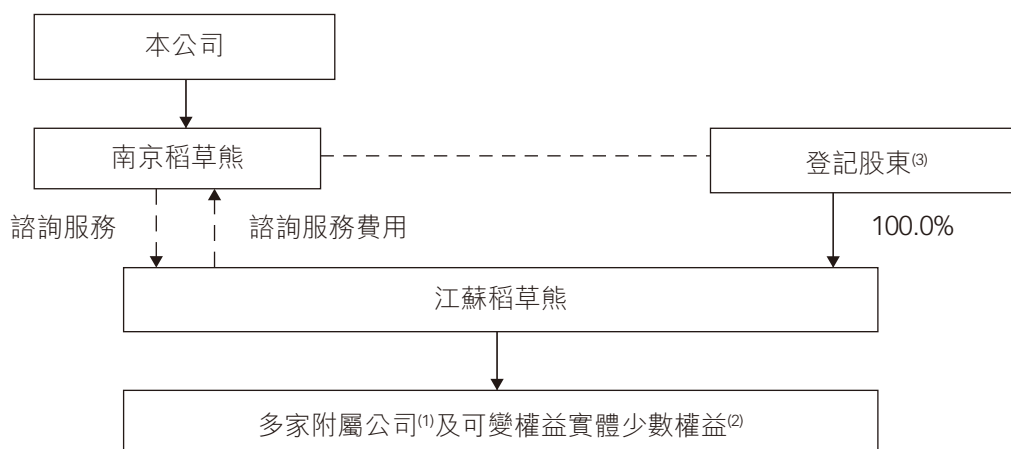 本公司
南京稻草熊
登記股東(3)
諮詢服務
諮詢服務費用
100.0%
江蘇稻草熊
多家附屬公司(1)及可變權益實體少數權益(2)